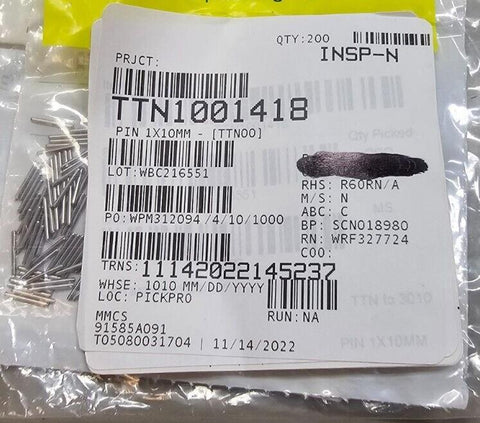 QTY:200
PRJCT:
INSP-N
TTN1001418
PIN 1X10MM - [TTN00]
LOT:WBC216551
RHS: R60RN/A
M/S: N
ABC: C
BP: SCN018980
RN: WRF327724
COO:
PO:WPM312094 /4/10/1000
TRNS:11142022145237
WHSE: 1010 MM/DD/YYYY
LOC: PICKPRO
RUN:NA
MMCS
91585A091
T05080031704 | 11/14/2022
Qty Picked
MS
TTN to 3010
PIN 1X10MM